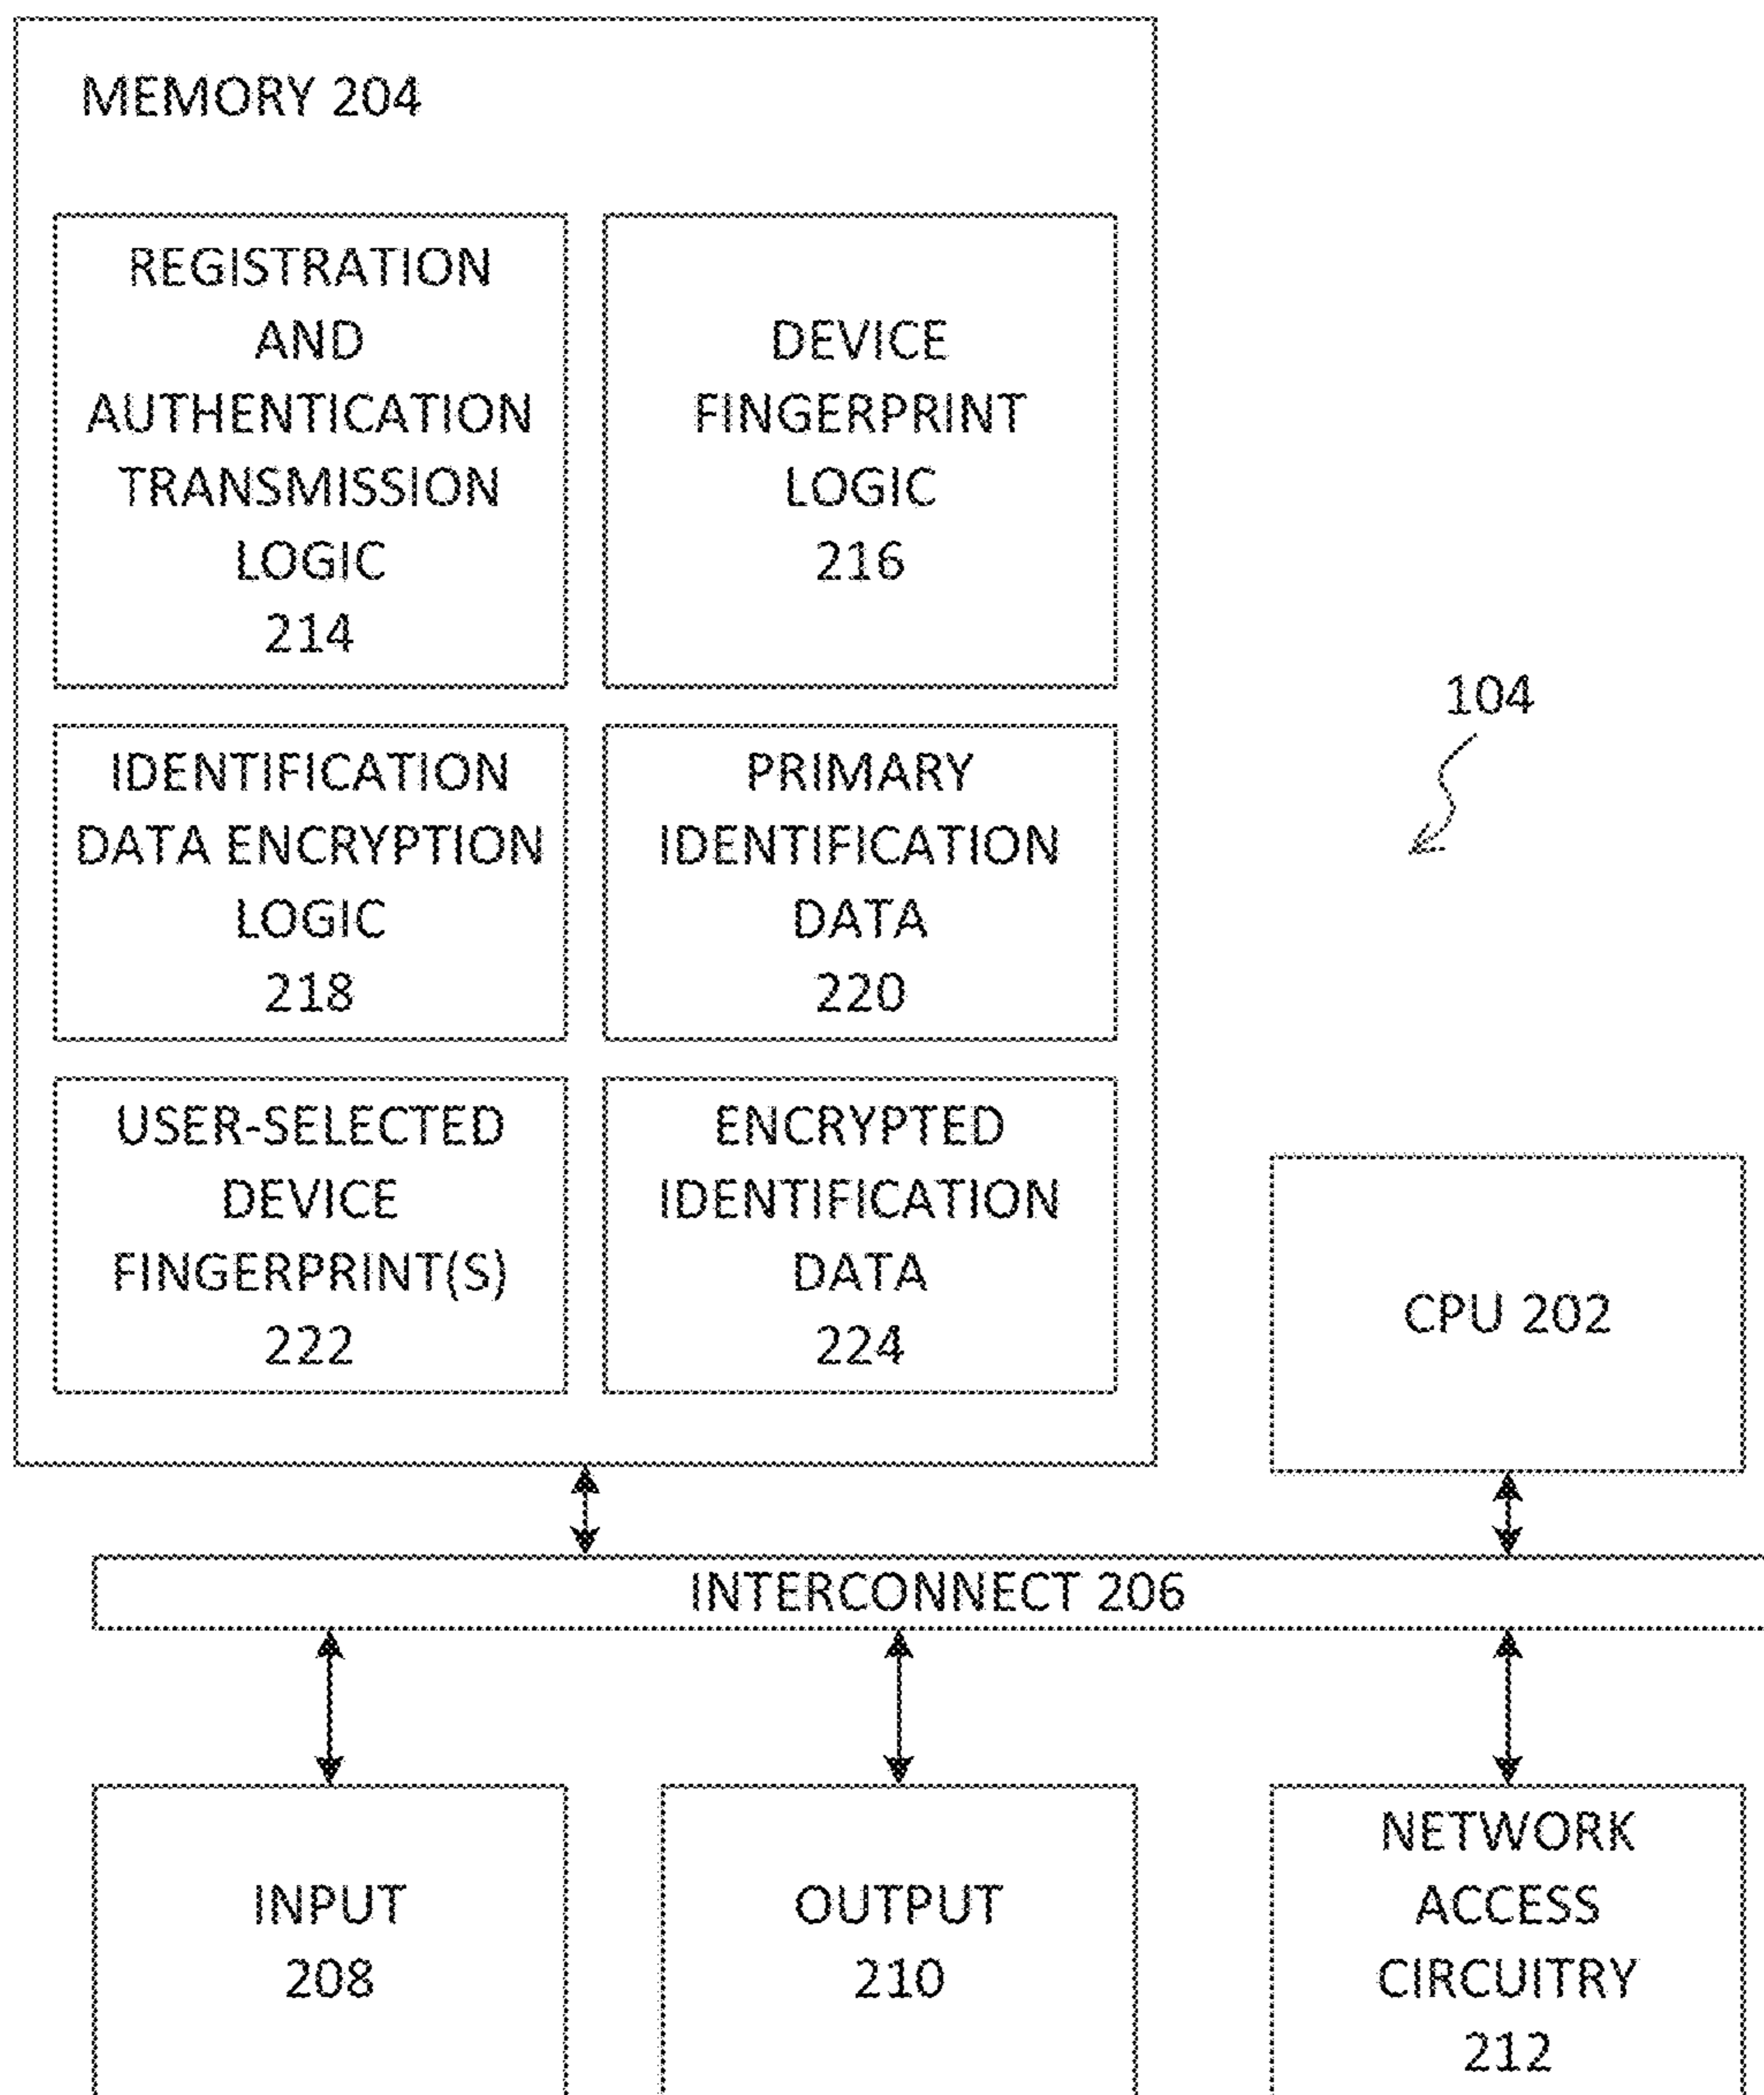 MEMORY 204
REGISTRATION
AND
AUTHENTICATION
TRANSMISSION
LOGIC
214
DEVICE
FINGERPRINT
LOGIC
216
104
IDENTIFICATION
DATA ENCRYPTION
LOGIC
218
PRIMARY
IDENTIFICATION
DATA
220
USER-SELECTED
DEVICE
FINGERPRINT(S)
222
ENCRYPTED
IDENTIFICATION
DATA
224
CPU 202
INTERCONNECT 206
INPUT
208
OUTPUT
210
NETWORK
ACCESS
CIRCUITRY
212